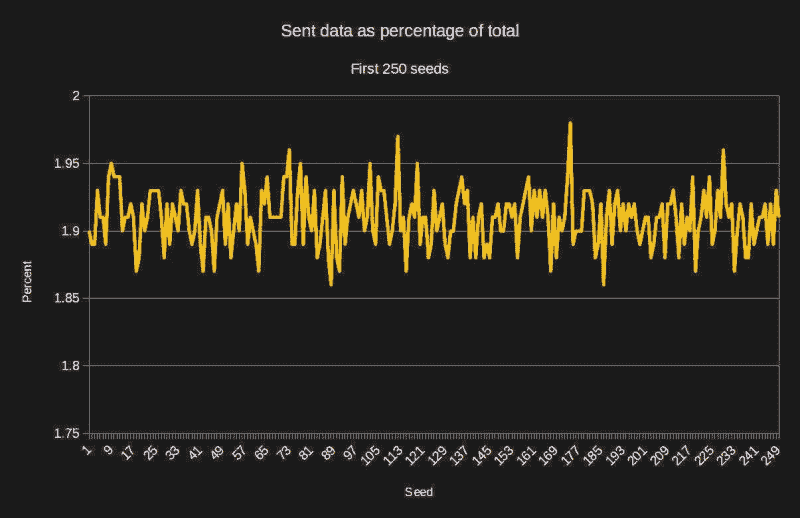 Sent data as percentage of total
First 250 seeds
2
1.95
1.9
1.85
1.8
1.75
Percent
1 9 17 25 33 41 49 57 65 73 81 89 97 105 113 121 129 137 145 153 161 169 177 185 193 201 209 217 225 233 241 249
Seed